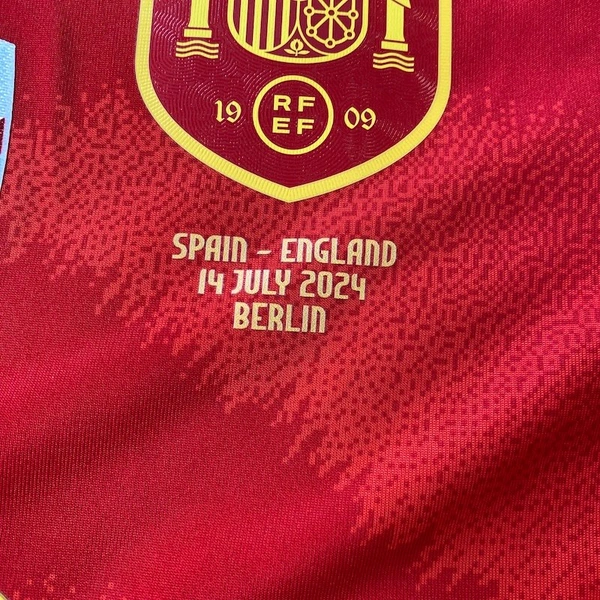 19 RF 09
EF
SPAIN - ENGLAND
14 JULY 2024
BERLIN